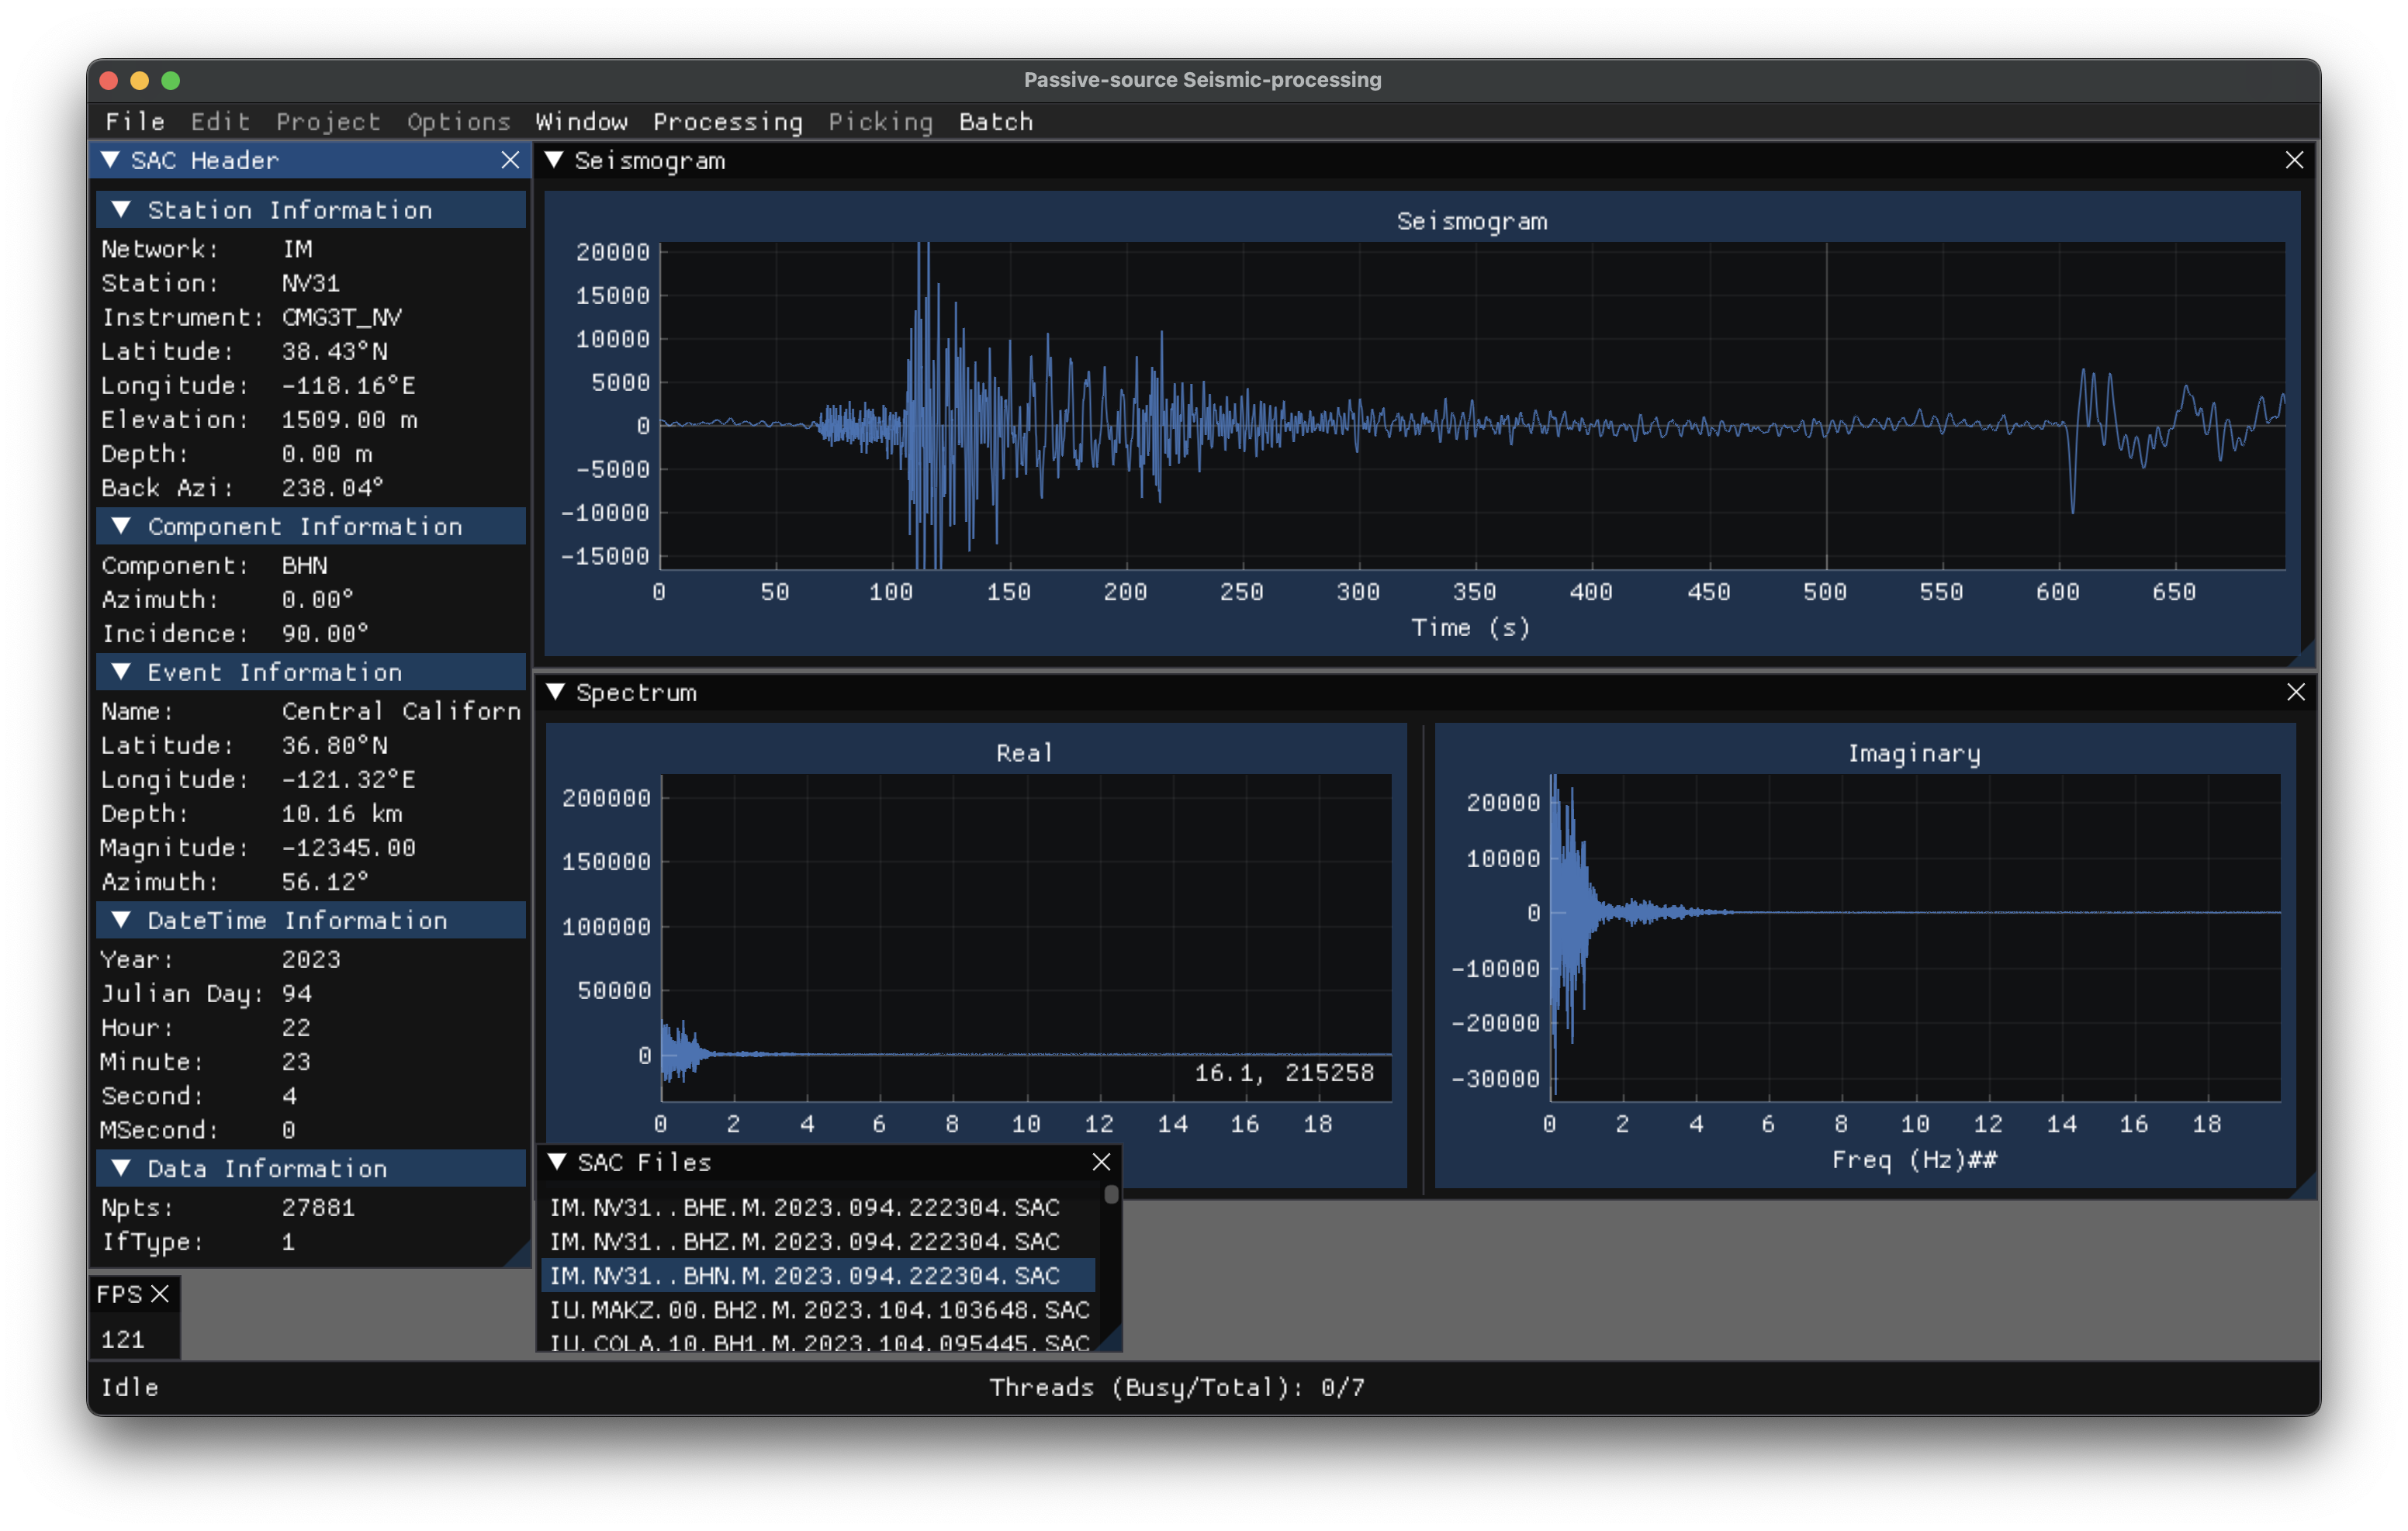 Passive-source Seismic-processing
File Edit Project Options Window Processing Picking Batch
SAC Header
Station Information
Network: IM
Station: NV31
Instrument: CMG3T_NV
Latitude: 38.43°N
Longitude: -118.16°E
Elevation: 1509.00 m
Depth: 0.00 m
Back Azi: 238.04°
Component Information
Component: BHN
Azimuth: 0.00°
Incidence: 90.00°
Event Information
Name: Central Californ
Latitude: 36.80°N
Longitude: -121.32°E
Depth: 10.16 km
Magnitude: -12345.00
Azimuth: 56.12°
DateTime Information
Year: 2023
Julian Day: 94
Hour: 22
Minute: 23
Second: 4
MSecond: 0
Data Information
Npts: 27881
IfType: 1
FPS
121
Seismogram
Seismogram
20000
15000
10000
5000
0
-5000
-10000
-15000
0 50 100 150 200 250 300 350 400 450 500 550 600 650
Time (s)
Spectrum
Real
200000
150000
100000
50000
0
16.1, 215258
0 2 4 6 8 10 12 14 16 18
Imaginary
20000
10000
0
-10000
-20000
-30000
0 2 4 6 8 10 12 14 16 18
Freq (Hz)##
SAC Files
IM.NV31..BHE.M.2023.094.222304.SAC
IM.NV31..BHZ.M.2023.094.222304.SAC
IM.NV31..BHN.M.2023.094.222304.SAC
IU.MAKZ.00.BH2.M.2023.104.103648.SAC
IU.COLA.10.BH1.M.2023.104.095445.SAC
Idle
Threads (Busy/Total): 0/7